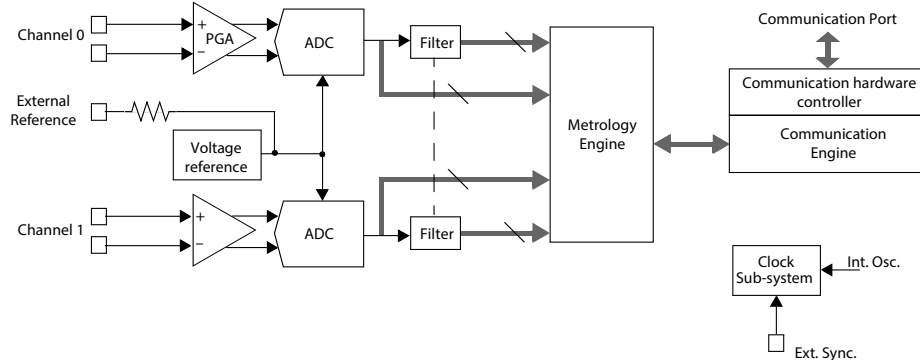 Communication Port
Channel 0
+
−
PGA
ADC
Filter
Communication hardware
controller
External
Reference
Metrology
Engine
Communication
Engine
Voltage
reference
Channel 1
+
−
ADC
Filter
Clock
Sub-system
Int. Osc.
Ext. Sync.